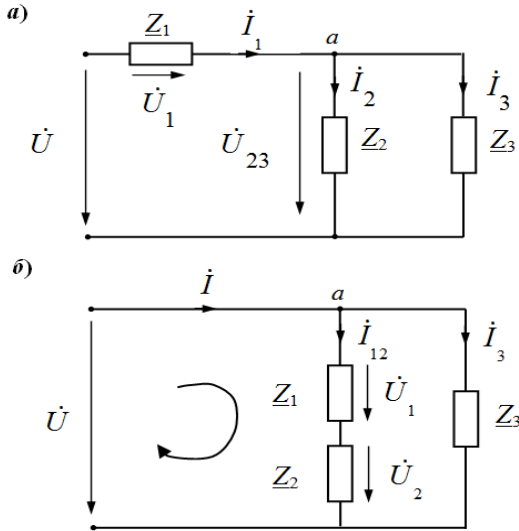 а)
Z1 İ1 a
U̇1 İ2 İ3
U̇ U̇23 Z2 Z3
б)
İ a
İ12 İ3
U̇ Z1 U̇1 Z3
Z2 U̇2